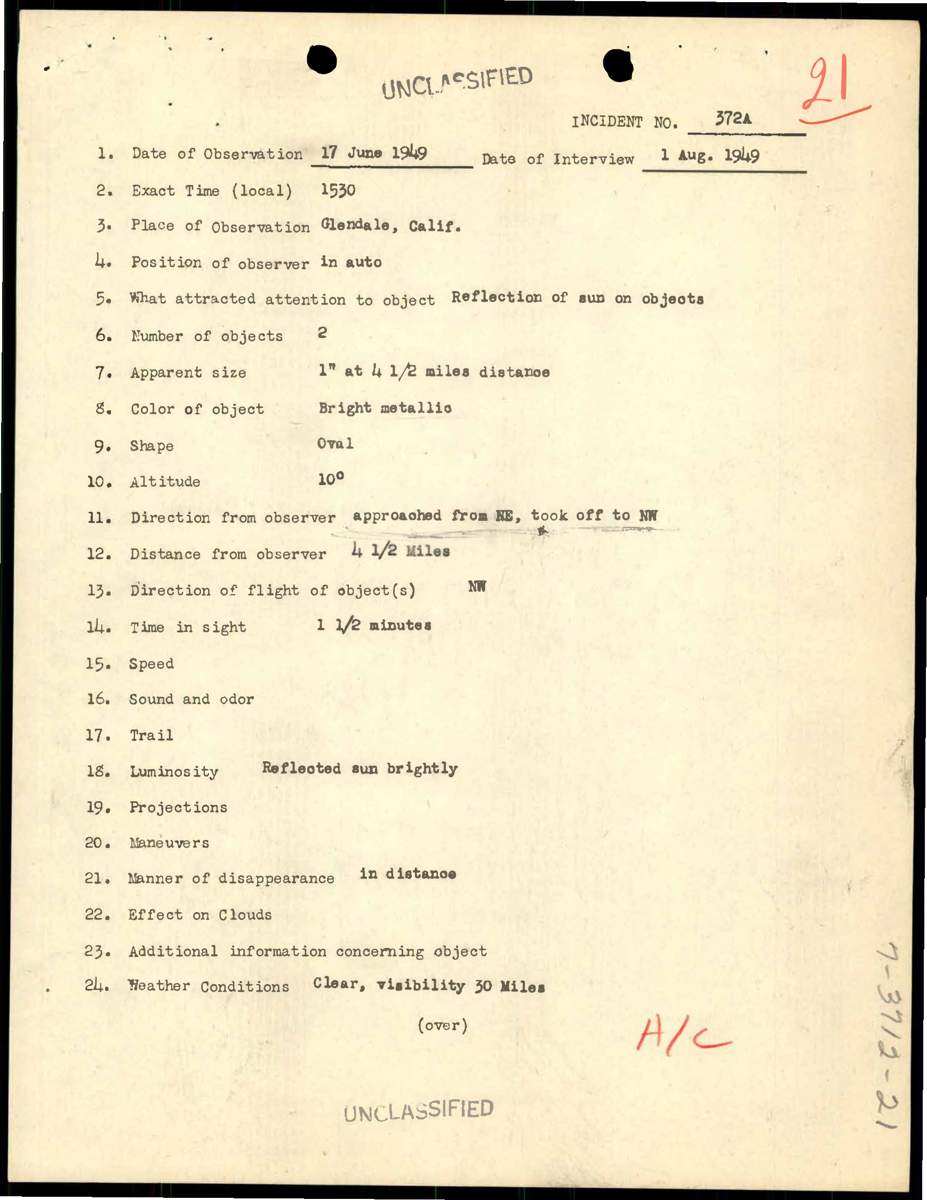 UNCLASSIFIED
21
INCIDENT NO. 372A
1. Date of Observation 17 June 1949 Date of Interview 1 Aug. 1949
2. Exact Time (local) 1530
3. Place of Observation Glendale, Calif.
4. Position of observer in auto
5. What attracted attention to object Reflection of sun on objects
6. Number of objects 2
7. Apparent size 1" at 4 1/2 miles distance
8. Color of object Bright metallic
9. Shape Oval
10. Altitude 10°
11. Direction from observer approached from NE, took off to NW
12. Distance from observer 4 1/2 Miles
13. Direction of flight of object(s) NW
14. Time in sight 1 1/2 minutes
15. Speed
16. Sound and odor
17. Trail
18. Luminosity Reflected sun brightly
19. Projections
20. Maneuvers
21. Manner of disappearance in distance
22. Effect on Clouds
23. Additional information concerning object
24. Weather Conditions Clear, visibility 30 Miles
(over)
A/C
7-3712-21
UNCLASSIFIED